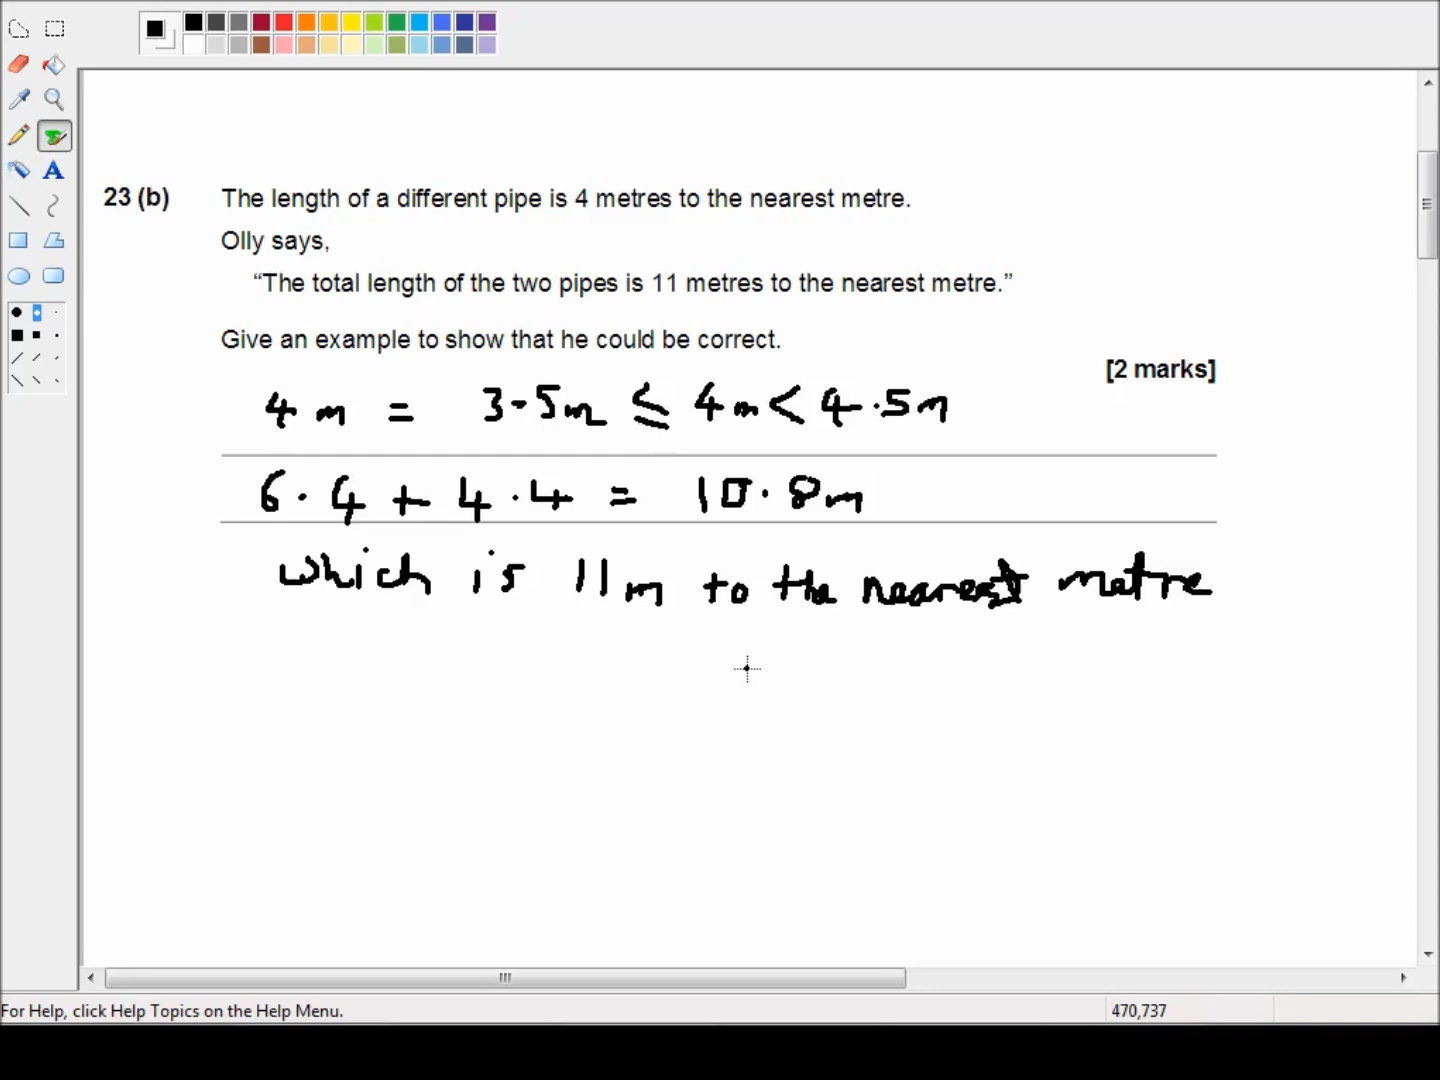 23 (b) The length of a different pipe is 4 metres to the nearest metre.
Olly says,
“The total length of the two pipes is 11 metres to the nearest metre.”
Give an example to show that he could be correct.
[2 marks]
4 m = 3.5m ≤ 4m < 4.5m
6.4 + 4.4 = 10.8m
which is 11m to the nearest metre
For Help, click Help Topics on the Help Menu.
470,737